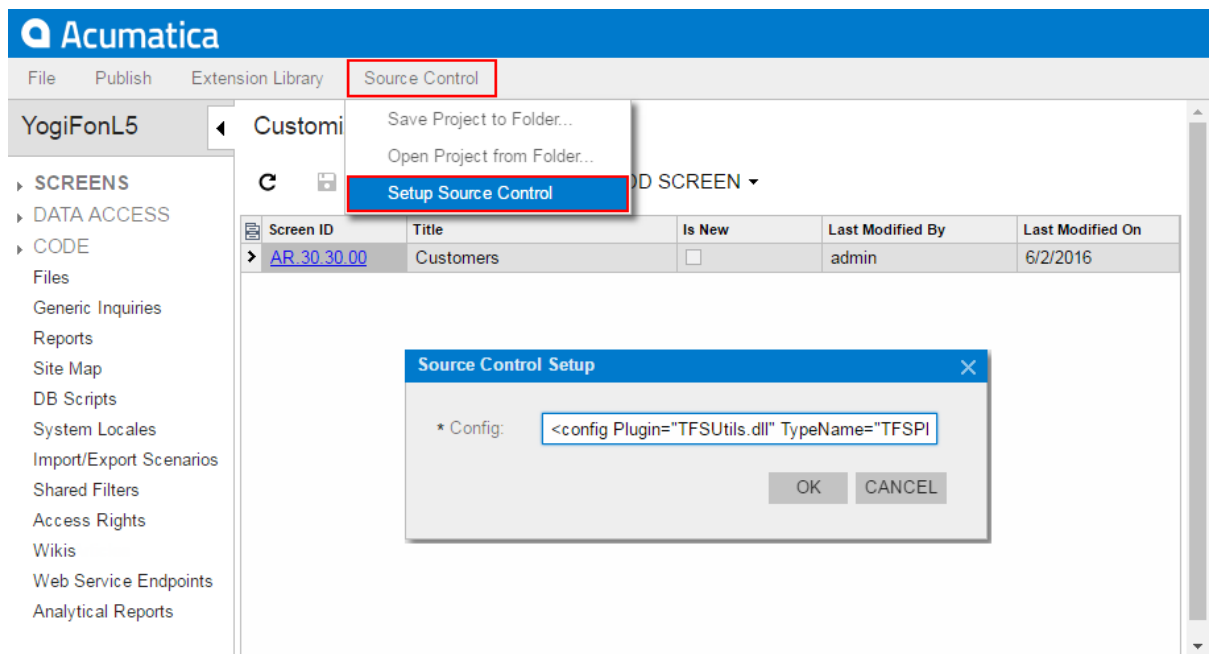 Acumatica
File Publish Extension Library Source Control
YogiFonL5
Customi
Save Project to Folder...
Open Project from Folder...
Setup Source Control
SCREEN
SCREENS
DATA ACCESS
CODE
Files
Generic Inquiries
Reports
Site Map
DB Scripts
System Locales
Import/Export Scenarios
Shared Filters
Access Rights
Wikis
Web Service Endpoints
Analytical Reports
Screen ID Title Is New Last Modified By Last Modified On
AR.30.30.00 Customers admin 6/2/2016
Source Control Setup
* Config: <config Plugin="TFSUtils.dll" TypeName="TFSPl
OK CANCEL